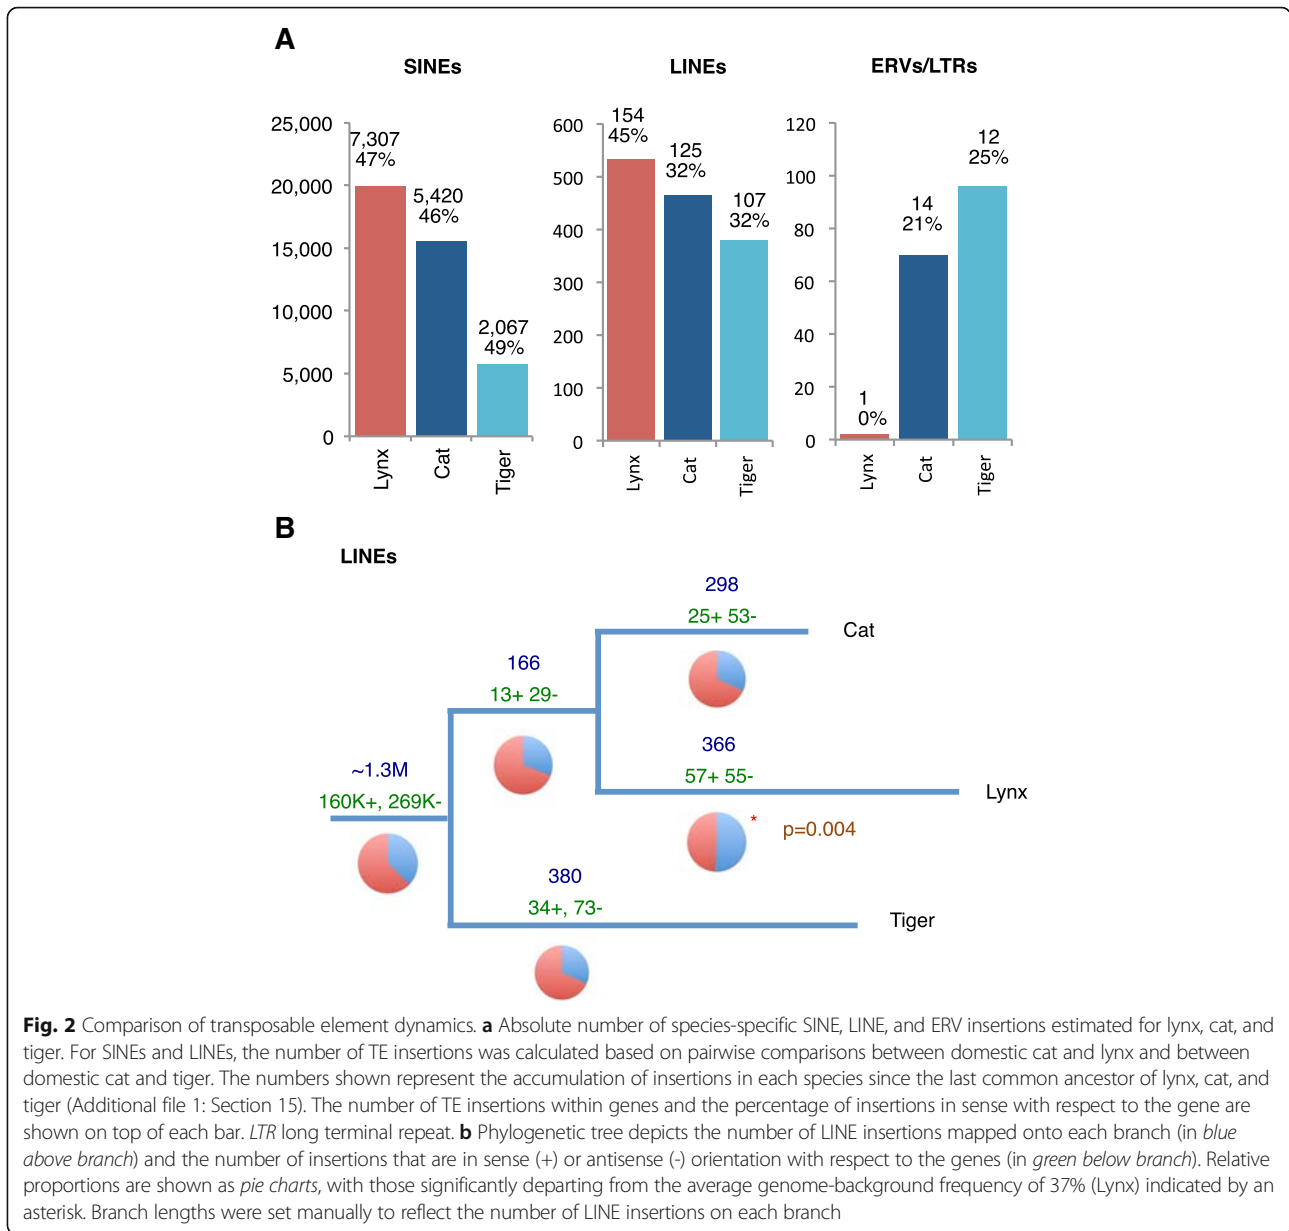 A
SINEs
LINEs
ERVs/LTRs
25,000
20,000
15,000
10,000
5,000
0
7,307
47%
5,420
46%
2,067
49%
Lynx
Cat
Tiger
600
500
400
300
200
100
0
154
45%
125
32%
107
32%
Lynx
Cat
Tiger
120
100
80
60
40
20
0
1
0%
14
21%
12
25%
Lynx
Cat
Tiger
B
LINEs
298
25+ 53-
Cat
166
13+ 29-
366
57+ 55-
Lynx
* p=0.004
~1.3M
160K+, 269K-
380
34+, 73-
Tiger
Fig. 2 Comparison of transposable element dynamics. a Absolute number of species-specific SINE, LINE, and ERV insertions estimated for lynx, cat, and
tiger. For SINEs and LINEs, the number of TE insertions was calculated based on pairwise comparisons between domestic cat and lynx and between
domestic cat and tiger. The numbers shown represent the accumulation of insertions in each species since the last common ancestor of lynx, cat, and
tiger (Additional file 1: Section 15). The number of TE insertions within genes and the percentage of insertions in sense with respect to the gene are
shown on top of each bar. LTR long terminal repeat. b Phylogenetic tree depicts the number of LINE insertions mapped onto each branch (in blue
above branch) and the number of insertions that are in sense (+) or antisense (-) orientation with respect to the genes (in green below branch). Relative
proportions are shown as pie charts, with those significantly departing from the average genome-background frequency of 37% (Lynx) indicated by an
asterisk. Branch lengths were set manually to reflect the number of LINE insertions on each branch